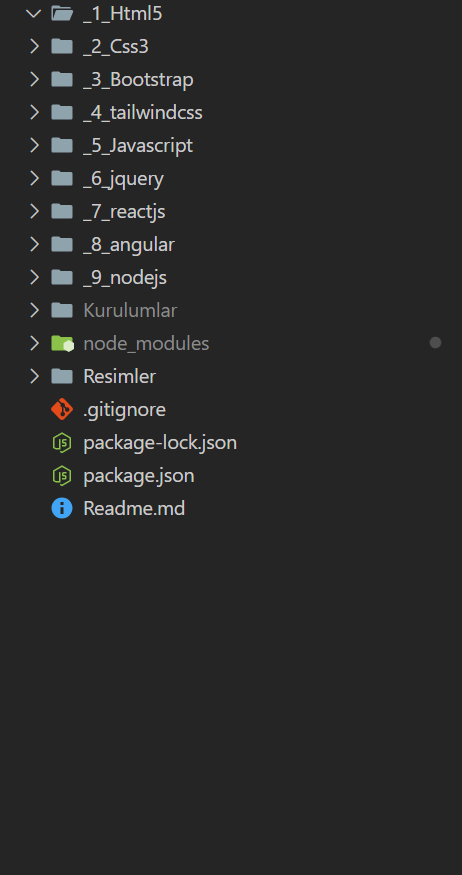 _1_Html5
_2_Css3
_3_Bootstrap
_4_tailwindcss
_5_Javascript
_6_jquery
_7_reactjs
_8_angular
_9_nodejs
Kurulumlar
node_modules
Resimler
.gitignore
package-lock.json
package.json
Readme.md